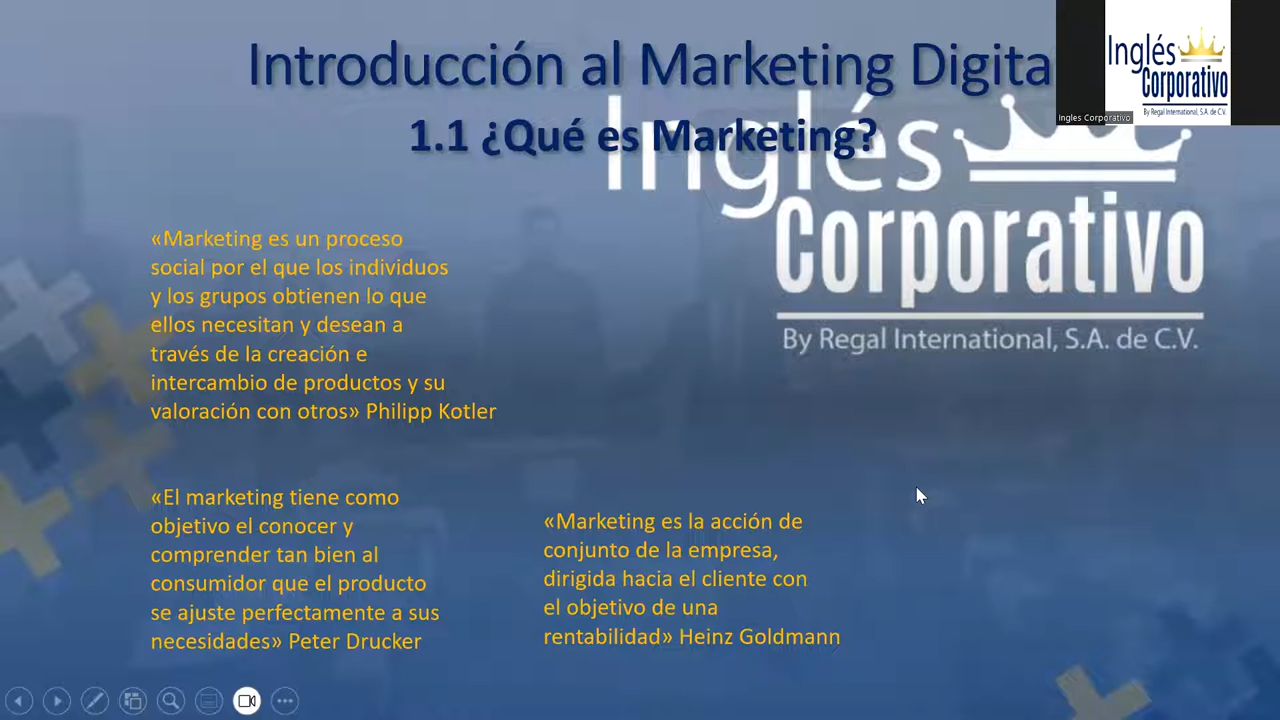 Introducción al Marketing Digita
1.1 ¿Qué es Marketing?
Inglés
Corporativo
By Regal International, S.A. de C.V.
Ingles Corporativo
Inglés
Corporativo
By Regal International, S.A. de C.V.
«Marketing es un proceso
social por el que los individuos
y los grupos obtienen lo que
ellos necesitan y desean a
través de la creación e
intercambio de productos y su
valoración con otros» Philipp Kotler
«El marketing tiene como
objetivo el conocer y
comprender tan bien al
consumidor que el producto
se ajuste perfectamente a sus
necesidades» Peter Drucker
«Marketing es la acción de
conjunto de la empresa,
dirigida hacia el cliente con
el objetivo de una
rentabilidad» Heinz Goldmann